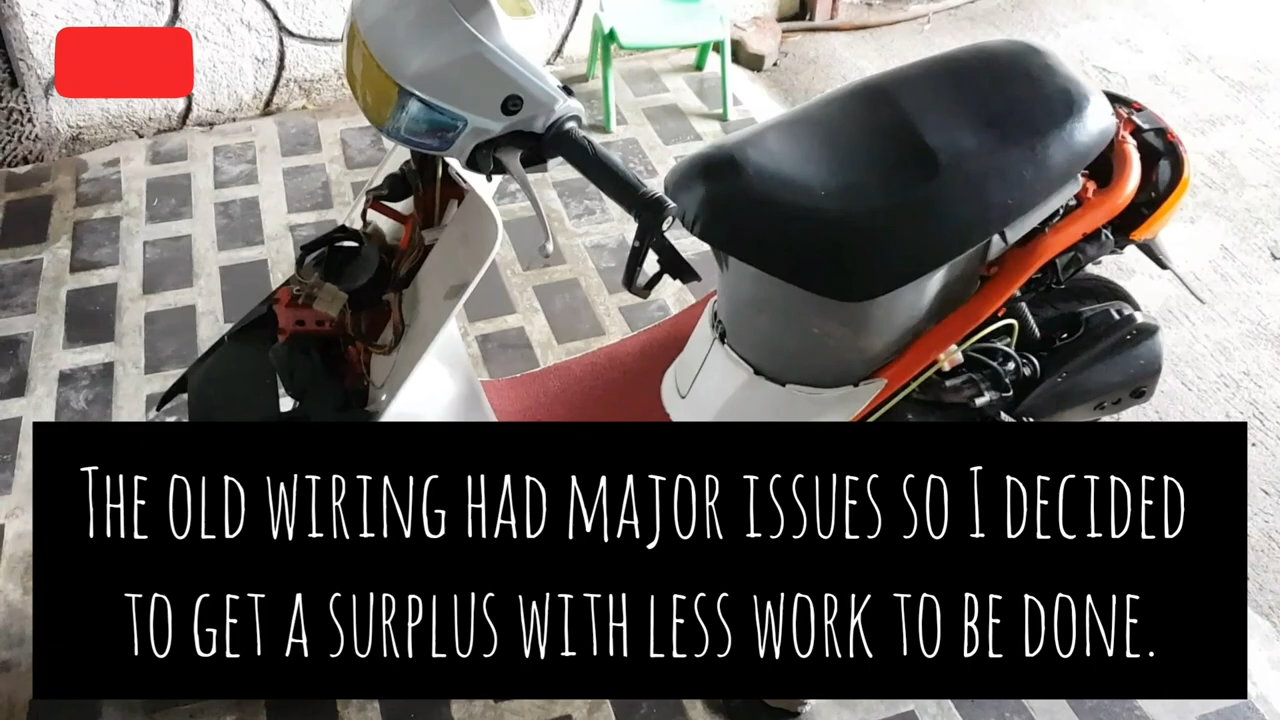 The old wiring had major issues so I decided
to get a surplus with less work to be done.